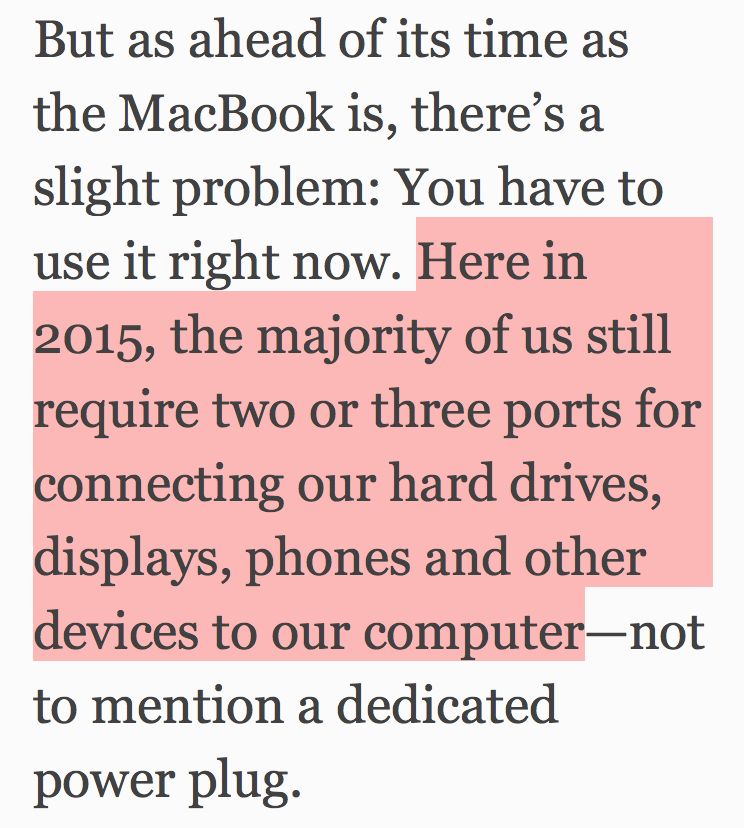 But as ahead of its time as
the MacBook is, there’s a
slight problem: You have to
use it right now. Here in
2015, the majority of us still
require two or three ports for
connecting our hard drives,
displays, phones and other
devices to our computer—not
to mention a dedicated
power plug.